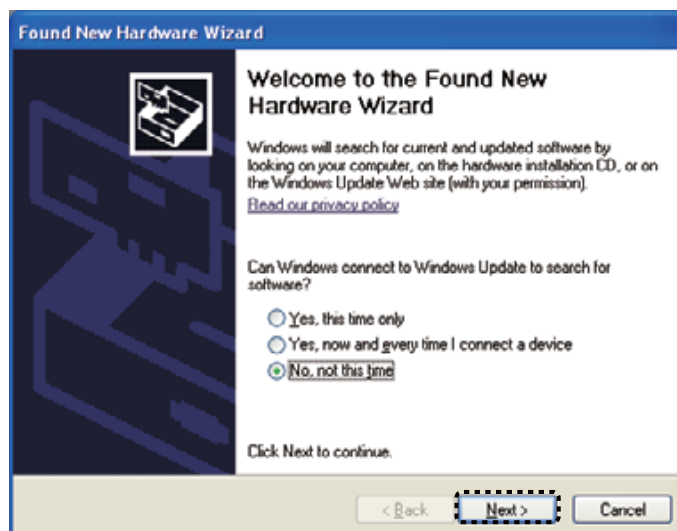 Found New Hardware Wizard
Welcome to the Found New
Hardware Wizard
Windows will search for current and updated software by
looking on your computer, on the hardware installation CD, or on
the Windows Update Web site (with your permission).
Read our privacy policy
Can Windows connect to Windows Update to search for
software?
Yes, this time only
Yes, now and every time I connect a device
No, not this time
Click Next to continue.
< Back Next > Cancel